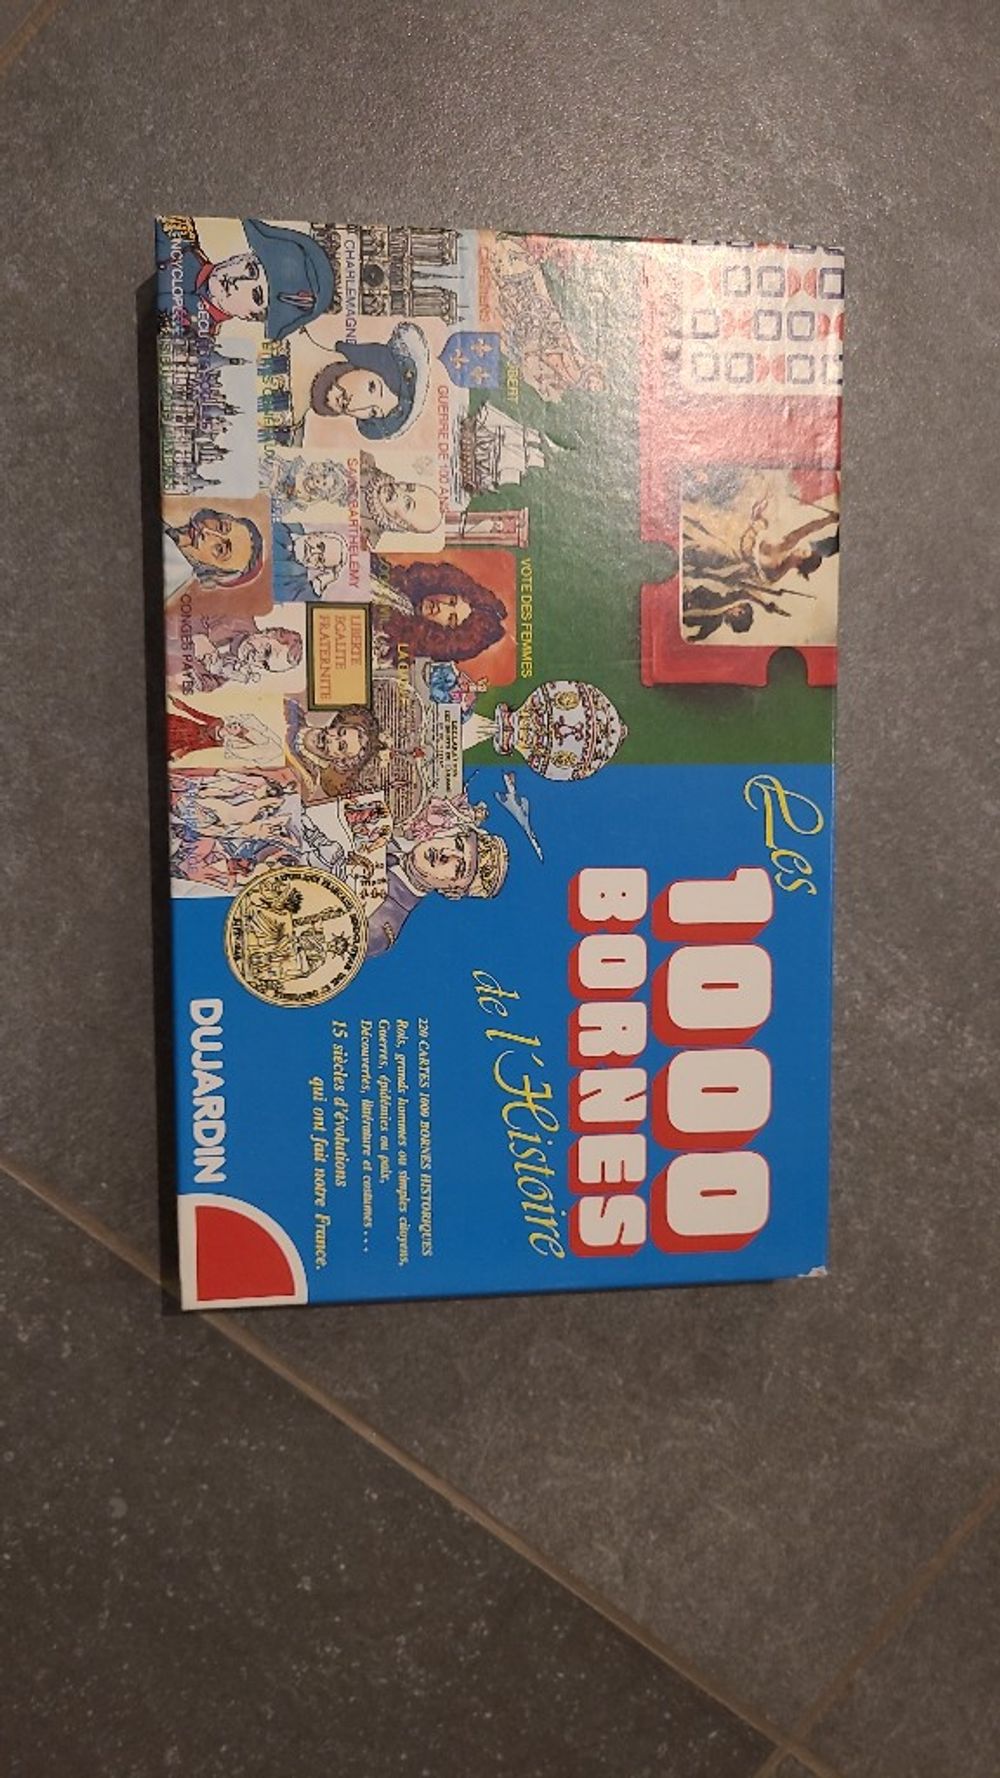 Les
1000
BORNES
de l'Histoire
220 CARTES 1000 BORNES HISTORIQUES
Rois, grands hommes ou simples citoyens,
Guerres, épidémies ou paix,
Découvertes, littérature et costumes . . .
15 siècles d'évolutions
qui ont fait notre France.
DUJARDIN
VOTE DES FEMMES
GUERRE DE 100 ANS
CHARLEMAGNE
SAINT BARTHELEMY
LIBERTE
EGALITE
FRATERNITE
CONGES PAYES